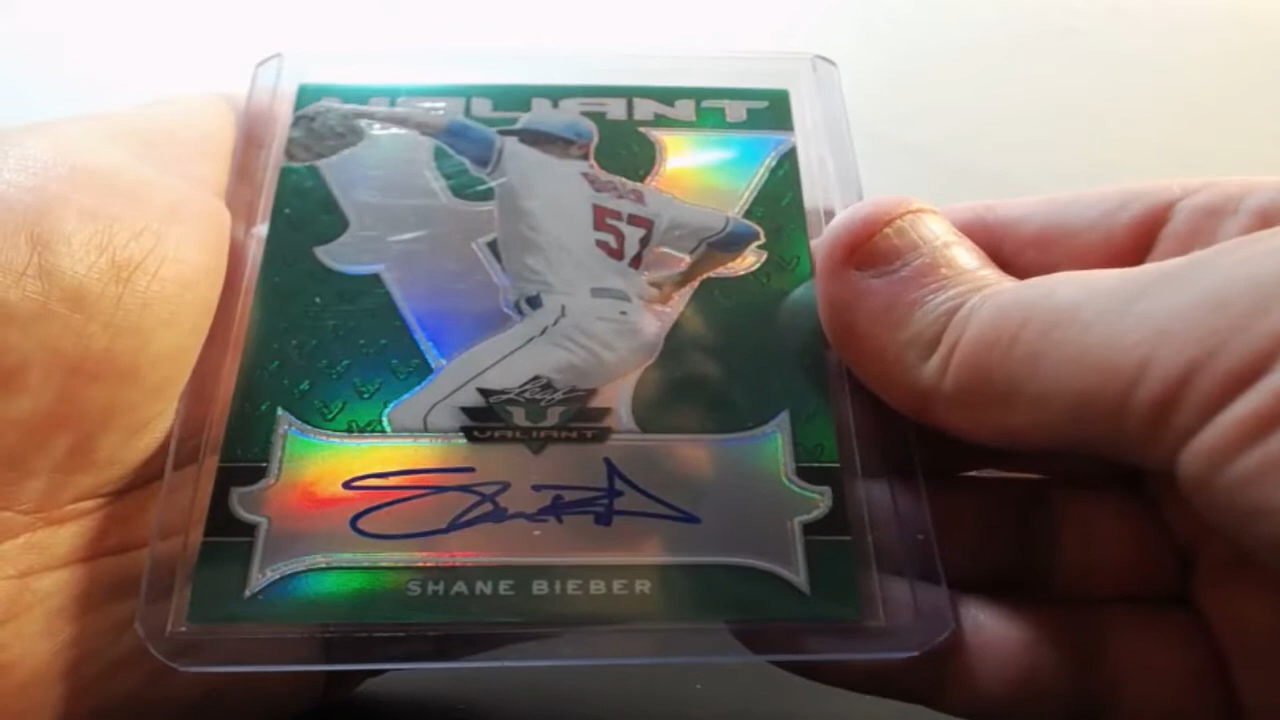 VALIANT
57
Leaf
VALIANT
SHANE BIEBER